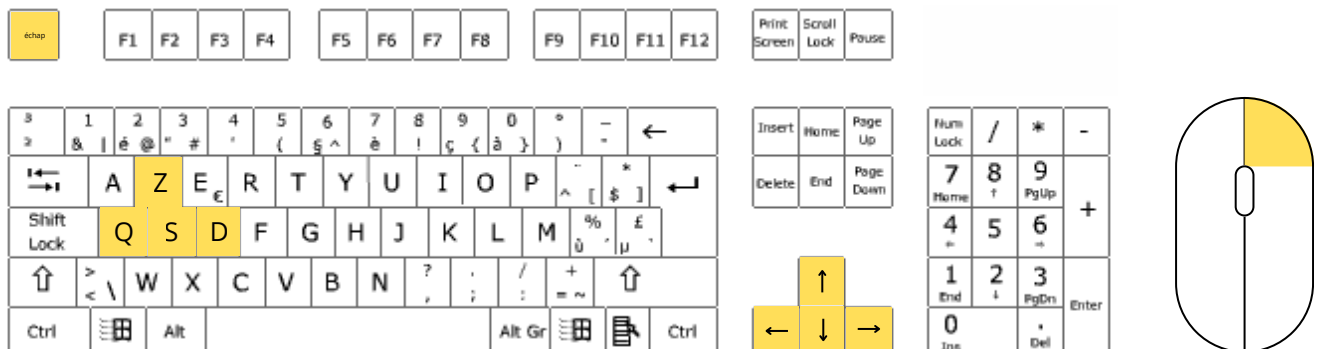 échap F1 F2 F3 F4 F5 F6 F7 F8 F9 F10 F11 F12 Print Screen Scroll Lock Pause
³ 1 2 3 4 5 6 7 8 9 0 ° _ ←
² & | é @ " # ' ( § ^ è ! ç { à } ) -
Insert Home Page Up Num Lock / * -
A Z E € R T Y U I O P ¨ ^ [ * $ ]
Delete End Page Down 7 Home 8 ↑ 9 PgUp +
Shift Lock Q S D F G H J K L M % ù ´ £ µ `
4 ← 5 6 →
⇧ > < \ W X C V B N ? , . ; / : + = ~ ⇧
↑ 1 End 2 ↓ 3 PgDn Enter
Ctrl Alt Alt Gr Ctrl ← ↓ → 0 Ins . Del